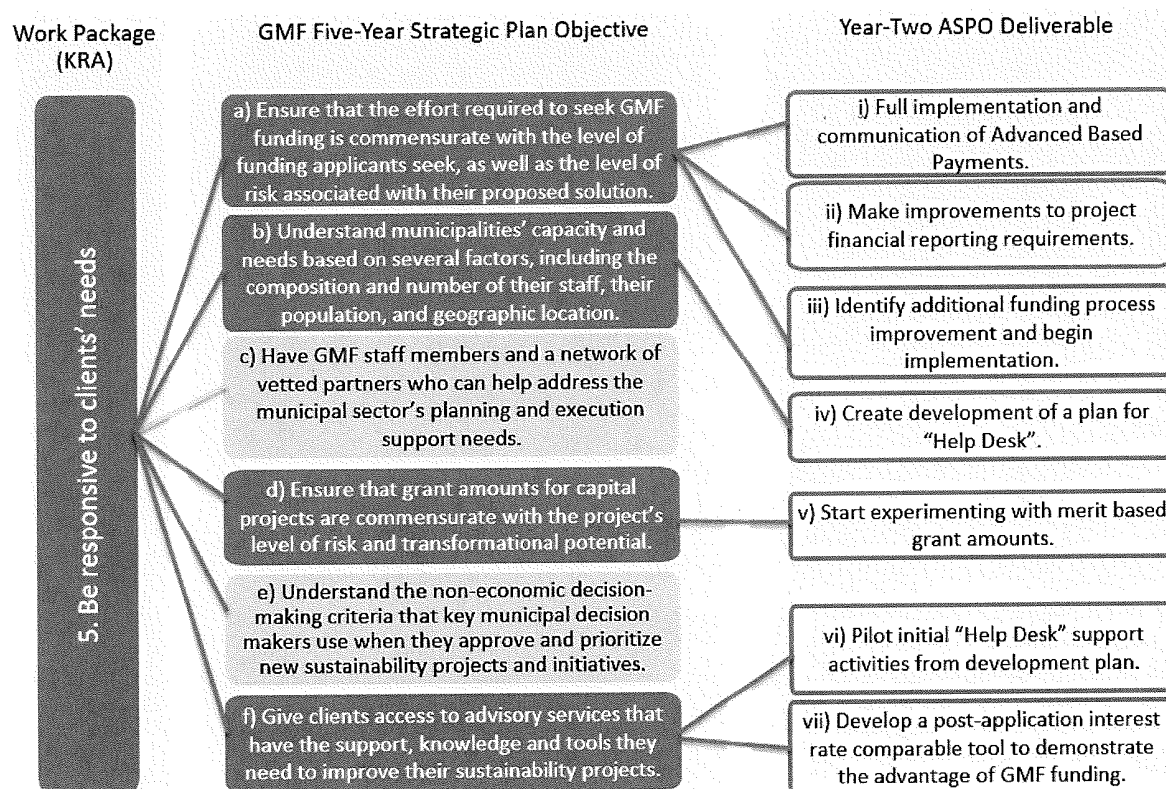 Work Package
(KRA)
GMF Five-Year Strategic Plan Objective
Year-Two ASPO Deliverable
5. Be responsive to clients' needs
a) Ensure that the effort required to seek GMF
funding is commensurate with the level of
funding applicants seek, as well as the level of
risk associated with their proposed solution.
b) Understand municipalities' capacity and
needs based on several factors, including the
composition and number of their staff, their
population, and geographic location.
c) Have GMF staff members and a network of
vetted partners who can help address the
municipal sector's planning and execution
support needs.
d) Ensure that grant amounts for capital
projects are commensurate with the project's
level of risk and transformational potential.
e) Understand the non-economic decision-
making criteria that key municipal decision
makers use when they approve and prioritize
new sustainability projects and initiatives.
f) Give clients access to advisory services that
have the support, knowledge and tools they
need to improve their sustainability projects.
i) Full implementation and
communication of Advanced Based
Payments.
ii) Make improvements to project
financial reporting requirements.
iii) Identify additional funding process
improvement and begin
implementation.
iv) Create development of a plan for
"Help Desk".
v) Start experimenting with merit based
grant amounts.
vi) Pilot initial "Help Desk" support
activities from development plan.
vii) Develop a post-application interest
rate comparable tool to demonstrate
the advantage of GMF funding.